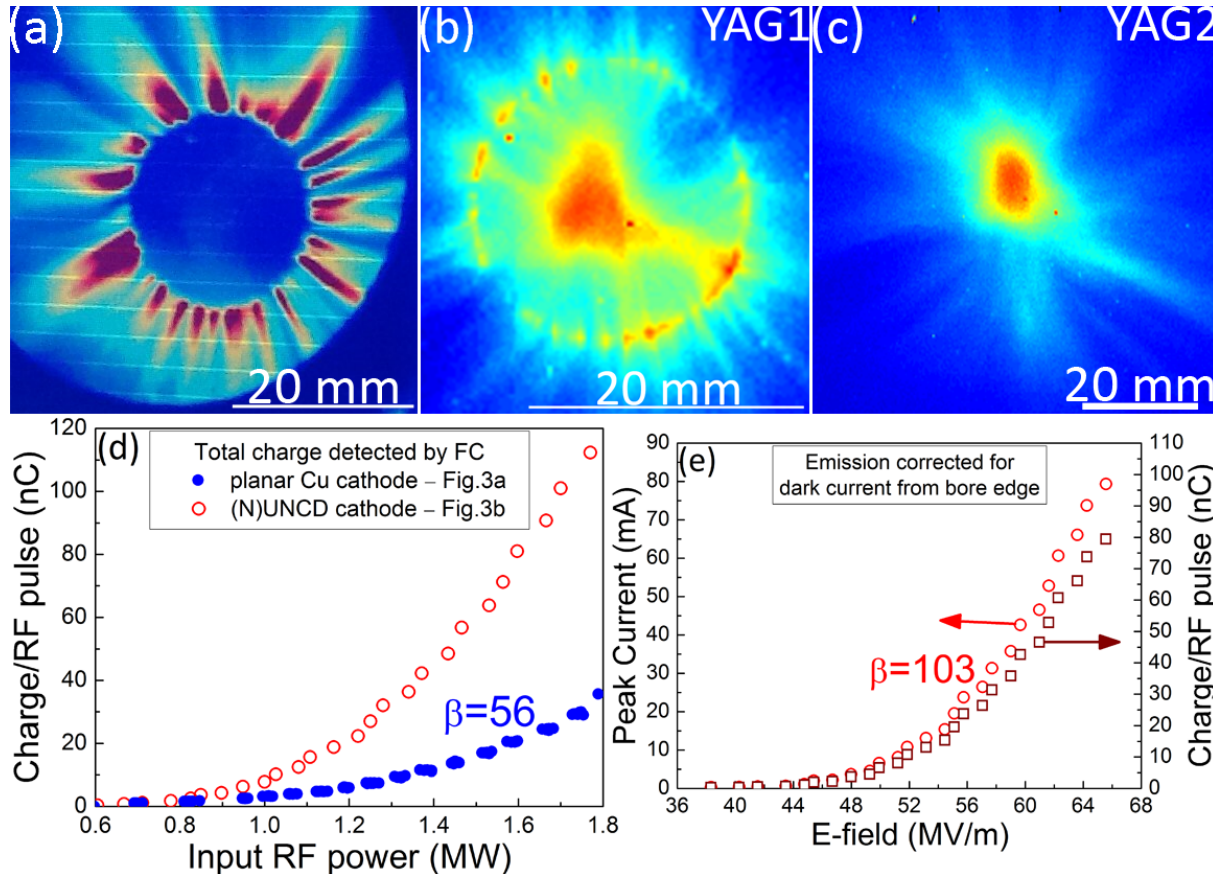 (a)
20 mm
(b)
YAG1
20 mm
(c)
YAG2
20 mm
(d)
Total charge detected by FC
planar Cu cathode – Fig.3a
(N)UNCD cathode – Fig.3b
β=56
120
100
80
60
40
20
0
Charge/RF pulse (nC)
0.6 0.8 1.0 1.2 1.4 1.6 1.8
Input RF power (MW)
(e)
Emission corrected for
dark current from bore edge
β=103
90
80
70
60
50
40
30
20
10
0
Peak Current (mA)
110
100
90
80
70
60
50
40
30
20
10
0
Charge/RF pulse (nC)
36 40 44 48 52 56 60 64 68
E-field (MV/m)